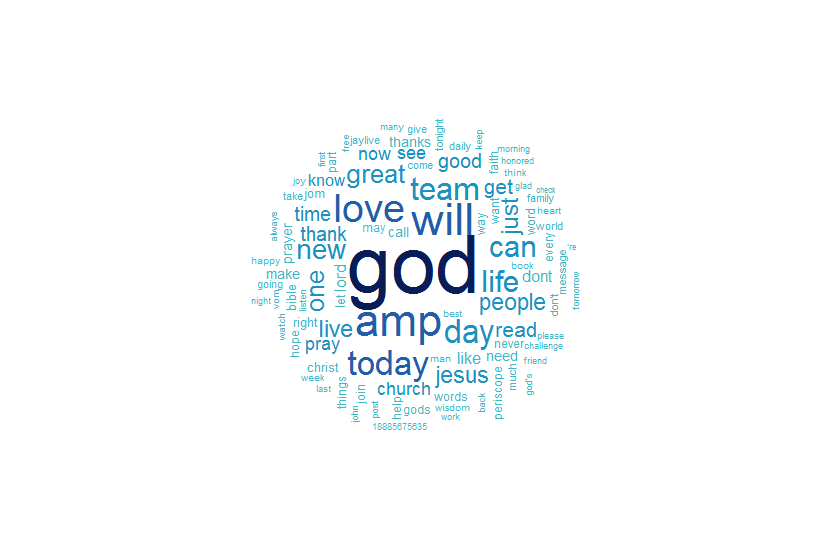 many
give
tonight
keep
free
jaylive
thanks
daily
morning
first
part
now
see
come
good
faith
honored
think
joy
know
great
team
get
glad
check
take
jom
love
will
want
just
family
time
may
call
way
word
heart
world
always
prayer
thank
new
god
can
every
're
happy
make
let
lord
life
book
dont
message
going
one
people
don't
tomorrow
night
vom
bible
listen
right
live
amp
best
day
read
please
watch
hope
pray
never
challenge
christ
today
man
like
need
friend
week
jesus
last
things
join
church
words
periscope
much
god's
john
post
help
gods
wisdom
back
work
18885675635